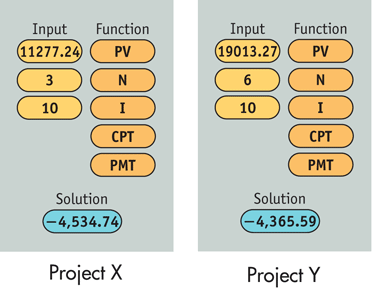 Input Function
11277.24 PV
3 N
10 I
CPT
PMT
Solution
−4,534.74
Project X
Input Function
19013.27 PV
6 N
10 I
CPT
PMT
Solution
−4,365.59
Project Y